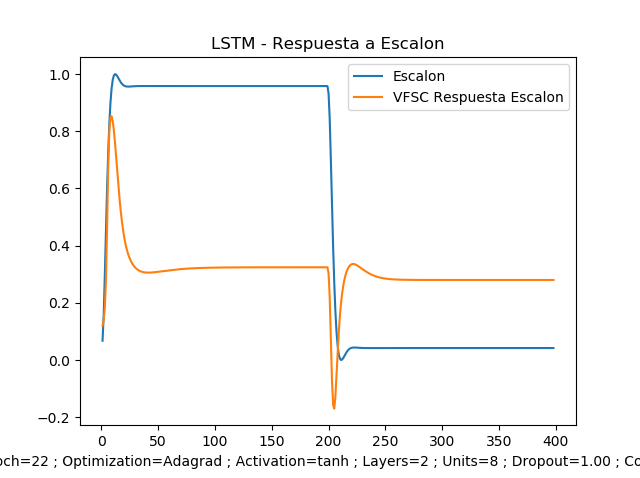 LSTM - Respuesta a Escalon
Escalon
VFSC Respuesta Escalon
1.0
0.8
0.6
0.4
0.2
0.0
−0.2
0 50 100 150 200 250 300 350 400
och=22 ; Optimization=Adagrad ; Activation=tanh ; Layers=2 ; Units=8 ; Dropout=1.00 ; Co